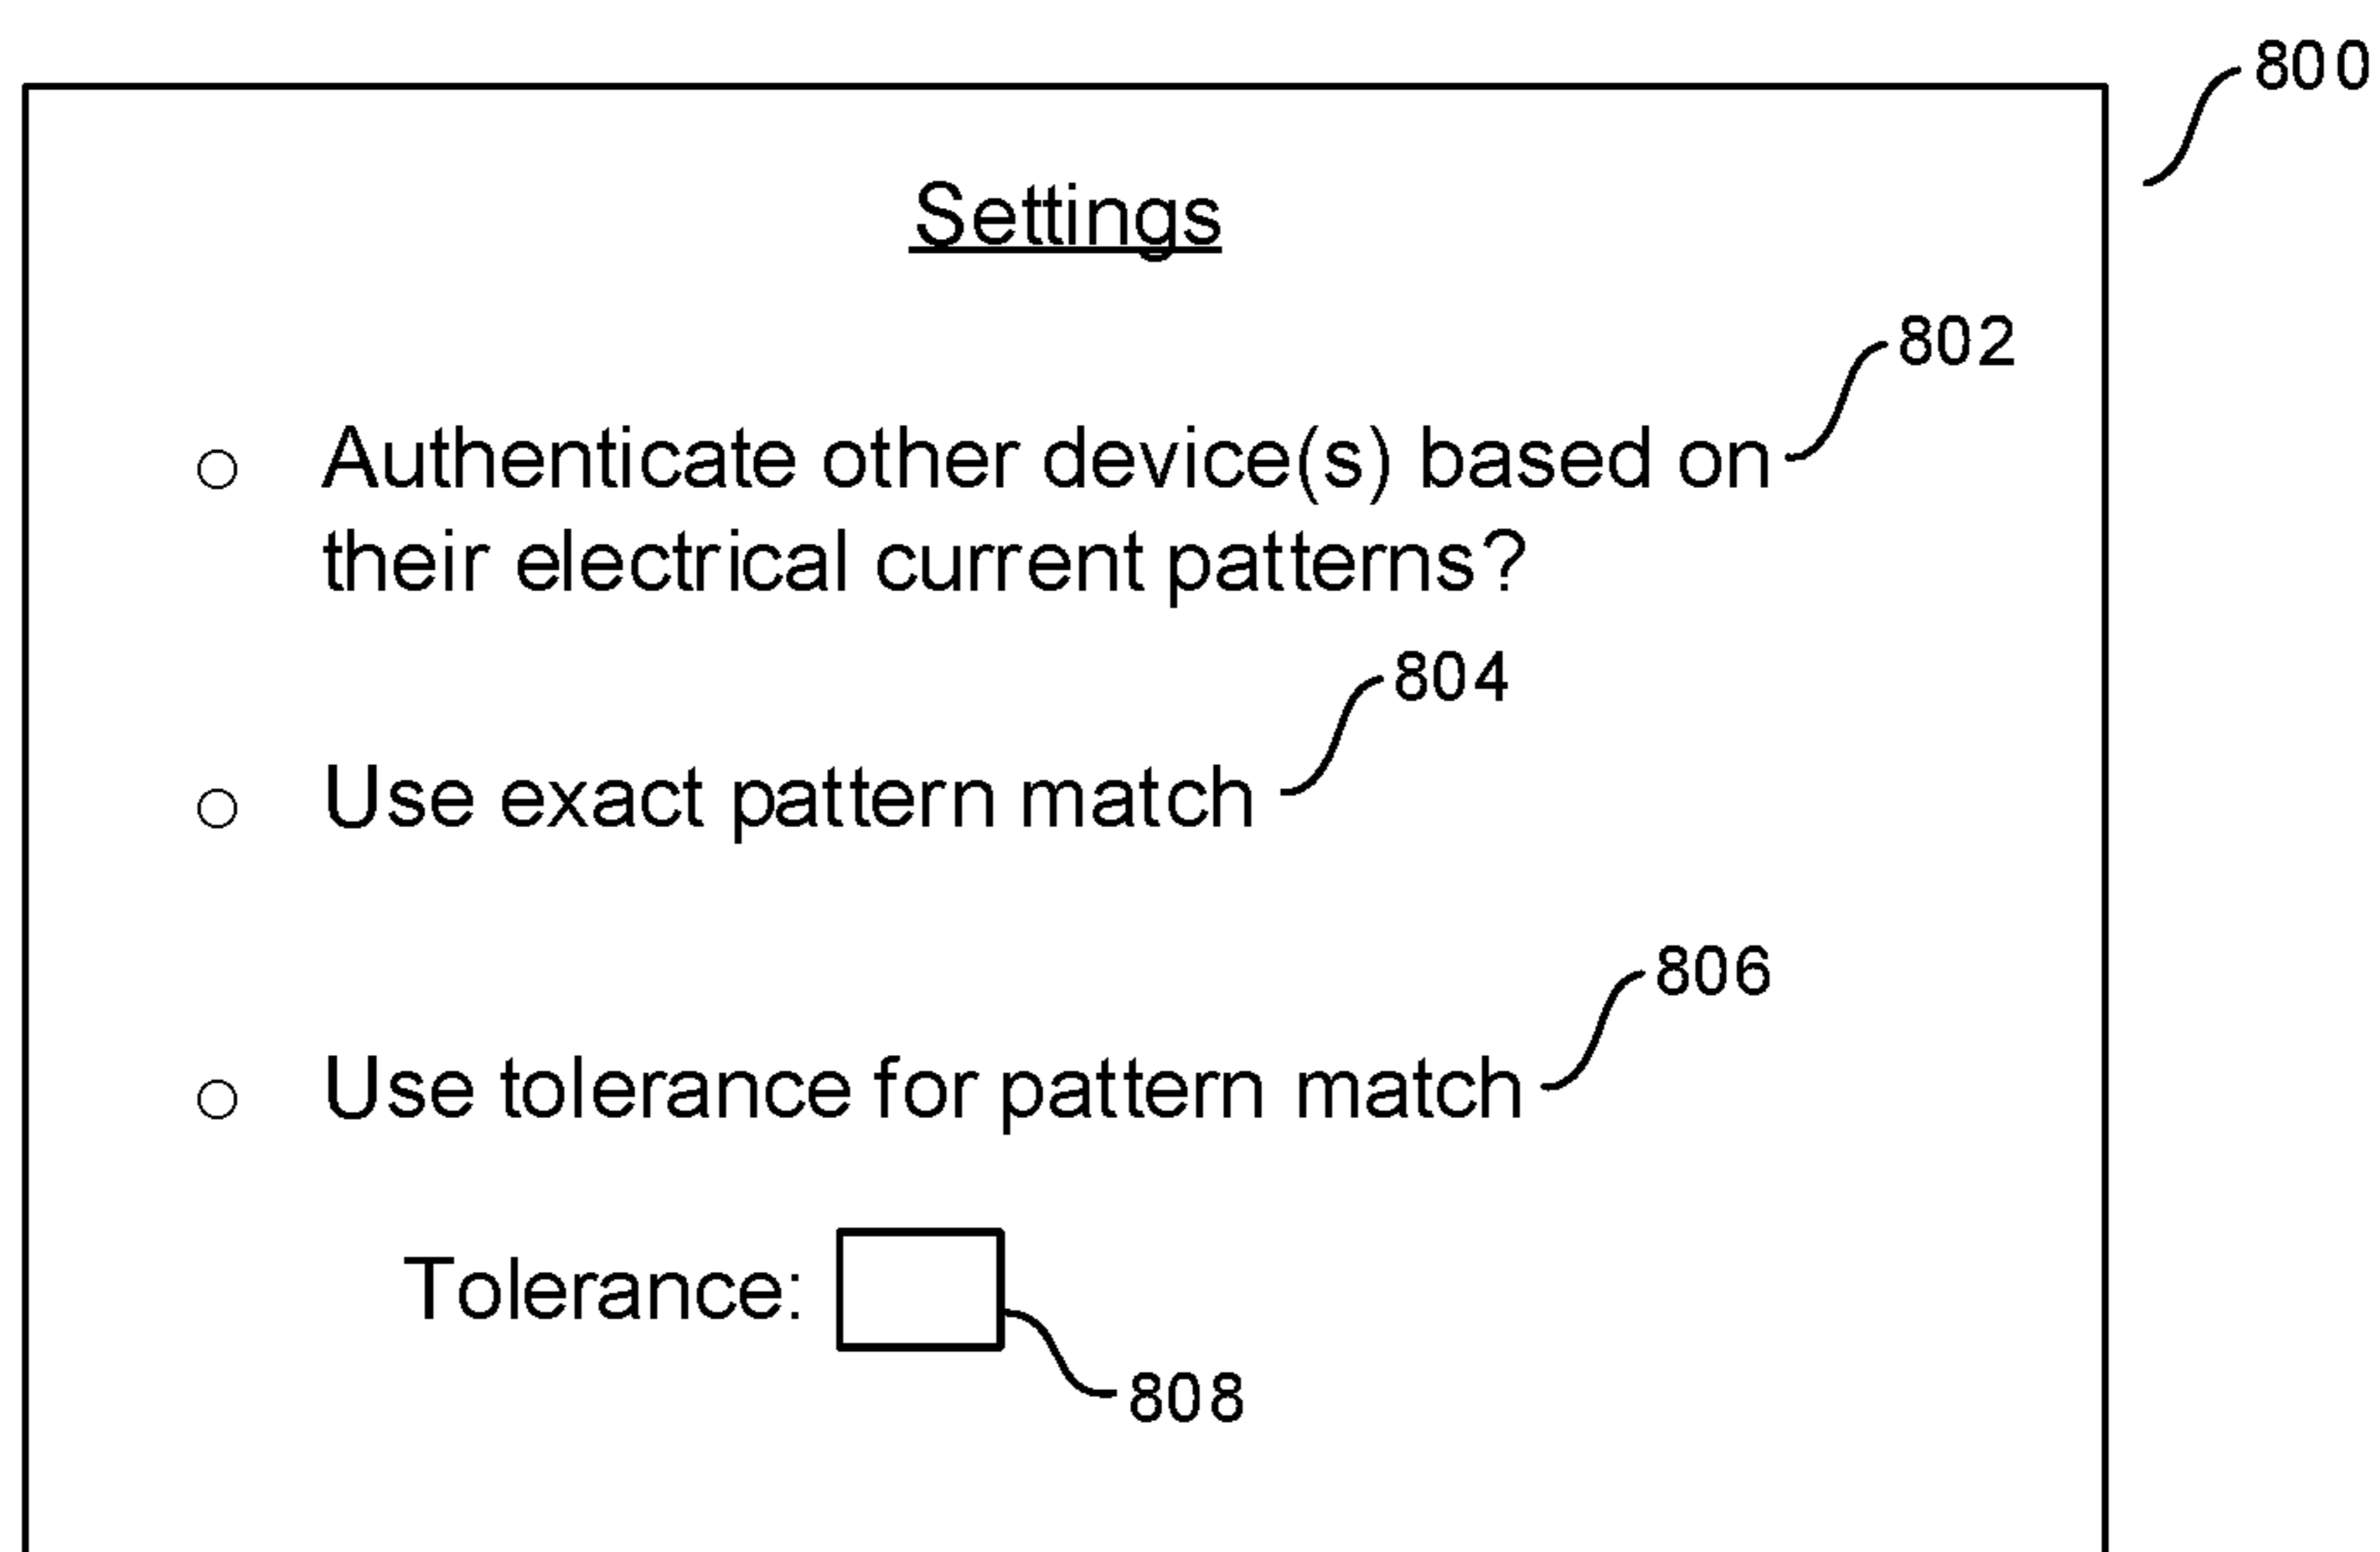 800
Settings
802
Authenticate other device(s) based on
their electrical current patterns?
804
Use exact pattern match
806
Use tolerance for pattern match
Tolerance:
808